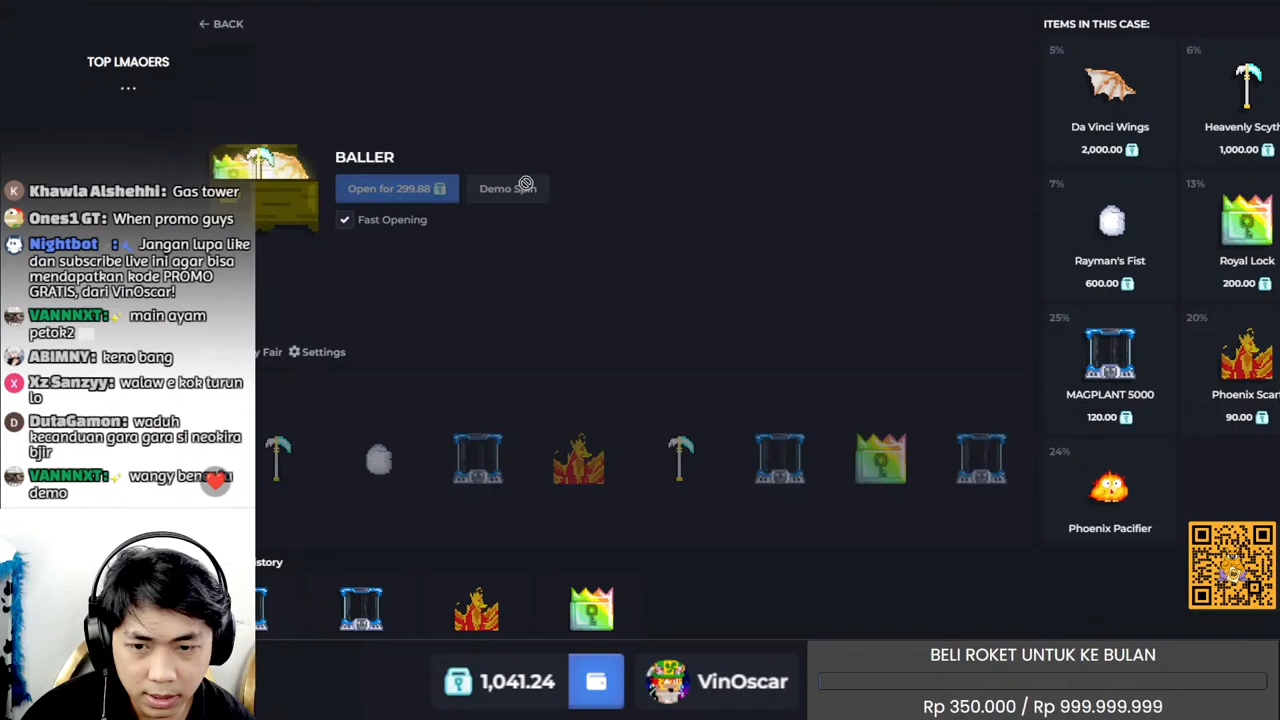 BACK
TOP LMAOERS
...
BALLER
Open for 299.88
Demo Spin
Fast Opening
Khawla Alshehhi: Gas tower
Ones1 GT: When promo guys
Nightbot : Jangan lupa like
dan subscribe live ini agar bisa
mendapatkan kode PROMO
GRATIS, dari VinOscar!
VANNNXT: main ayam
petok2
ABIMNY: keno bang
Xz Sanzyy: walaw e kok turun
lo
DutaGamon: waduh
kecanduan gara gara si neokira
bjir
VANNNXT: wangy
demo
y Fair Settings
istory
ITEMS IN THIS CASE:
5%
Da Vinci Wings
2,000.00
6%
Heavenly Scyth
1,000.00
7%
Rayman's Fist
600.00
13%
Royal Lock
200.00
25%
MAGPLANT 5000
120.00
20%
Phoenix Scar
90.00
24%
Phoenix Pacifier
1,041.24
VinOscar
BELI ROKET UNTUK KE BULAN
Rp 350.000 / Rp 999.999.999